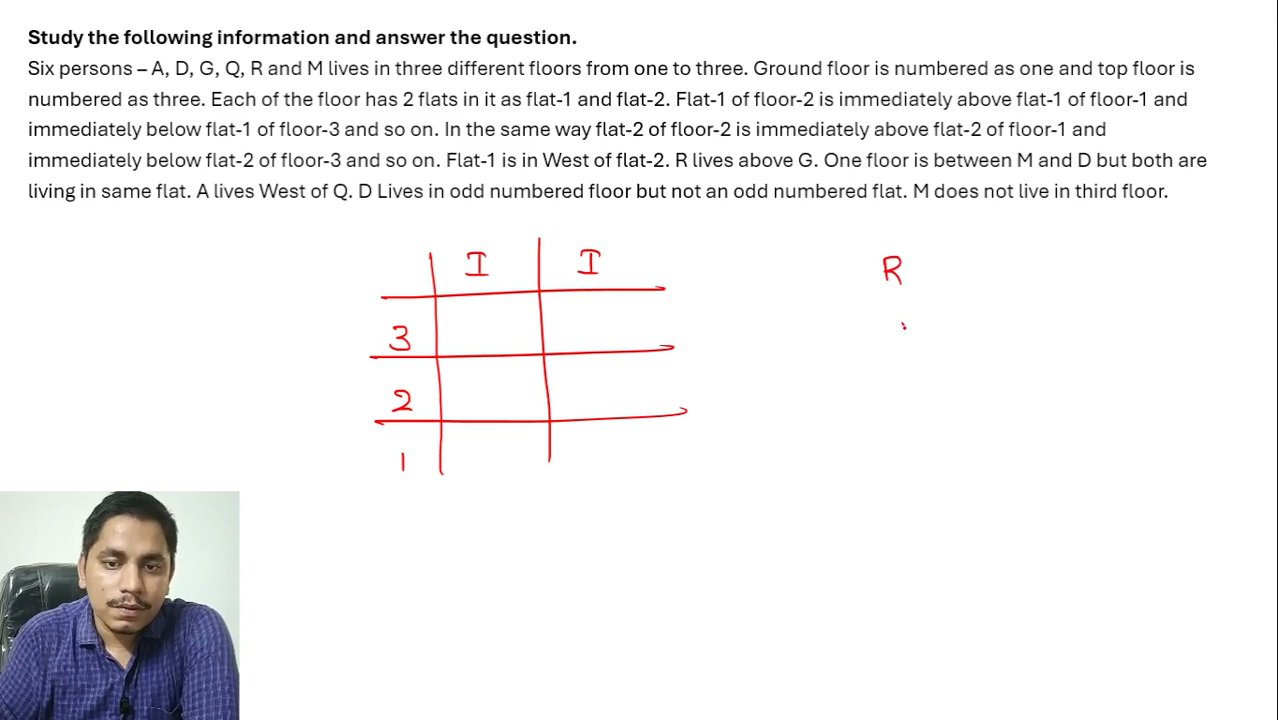 Study the following information and answer the question.
Six persons – A, D, G, Q, R and M lives in three different floors from one to three. Ground floor is numbered as one and top floor is
numbered as three. Each of the floor has 2 flats in it as flat-1 and flat-2. Flat-1 of floor-2 is immediately above flat-1 of floor-1 and
immediately below flat-1 of floor-3 and so on. In the same way flat-2 of floor-2 is immediately above flat-2 of floor-1 and
immediately below flat-2 of floor-3 and so on. Flat-1 is in West of flat-2. R lives above G. One floor is between M and D but both are
living in same flat. A lives West of Q. D Lives in odd numbered floor but not an odd numbered flat. M does not live in third floor.
I I
R
3
2
1